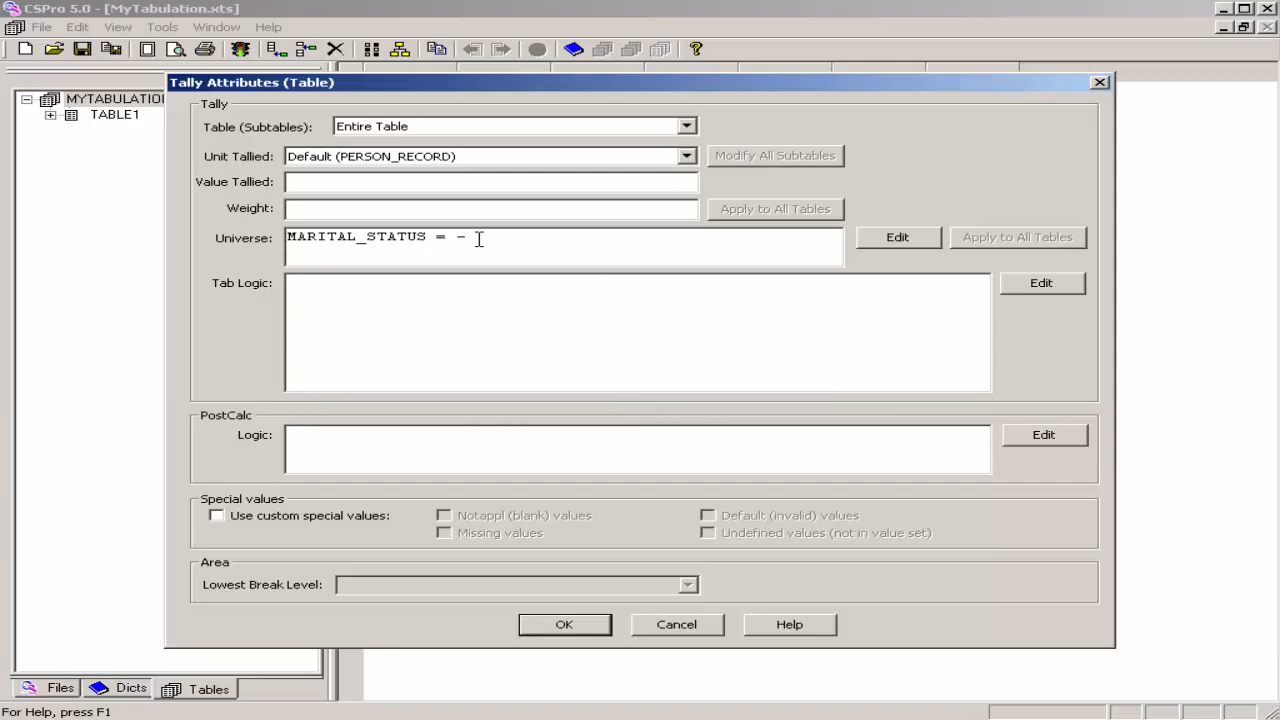 CSPro 5.0 - [MyTabulation.xts]
File Edit View Tools Window Help
Tally Attributes (Table)
MYTABULATION
TABLE1
Tally
Table (Subtables): Entire Table
Unit Tallied: Default (PERSON_RECORD) Modify All Subtables
Value Tallied:
Weight: Apply to All Tables
Universe: MARITAL_STATUS = - Edit Apply to All Tables
Tab Logic: Edit
PostCalc
Logic: Edit
Special values
Use custom special values: Notappl (blank) values Default (invalid) values
Missing values Undefined values (not in value set)
Area
Lowest Break Level:
OK Cancel Help
Files Dicts Tables
For Help, press F1